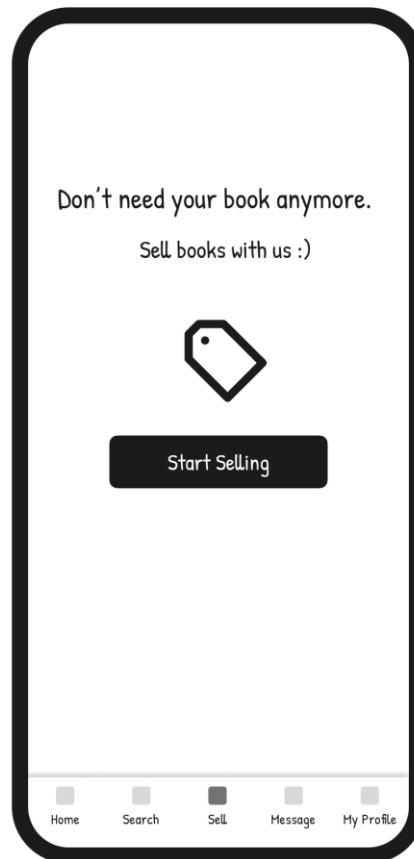 Don't need your book anymore.
Sell books with us :)
Start Selling
Home Search Sell Message My Profile